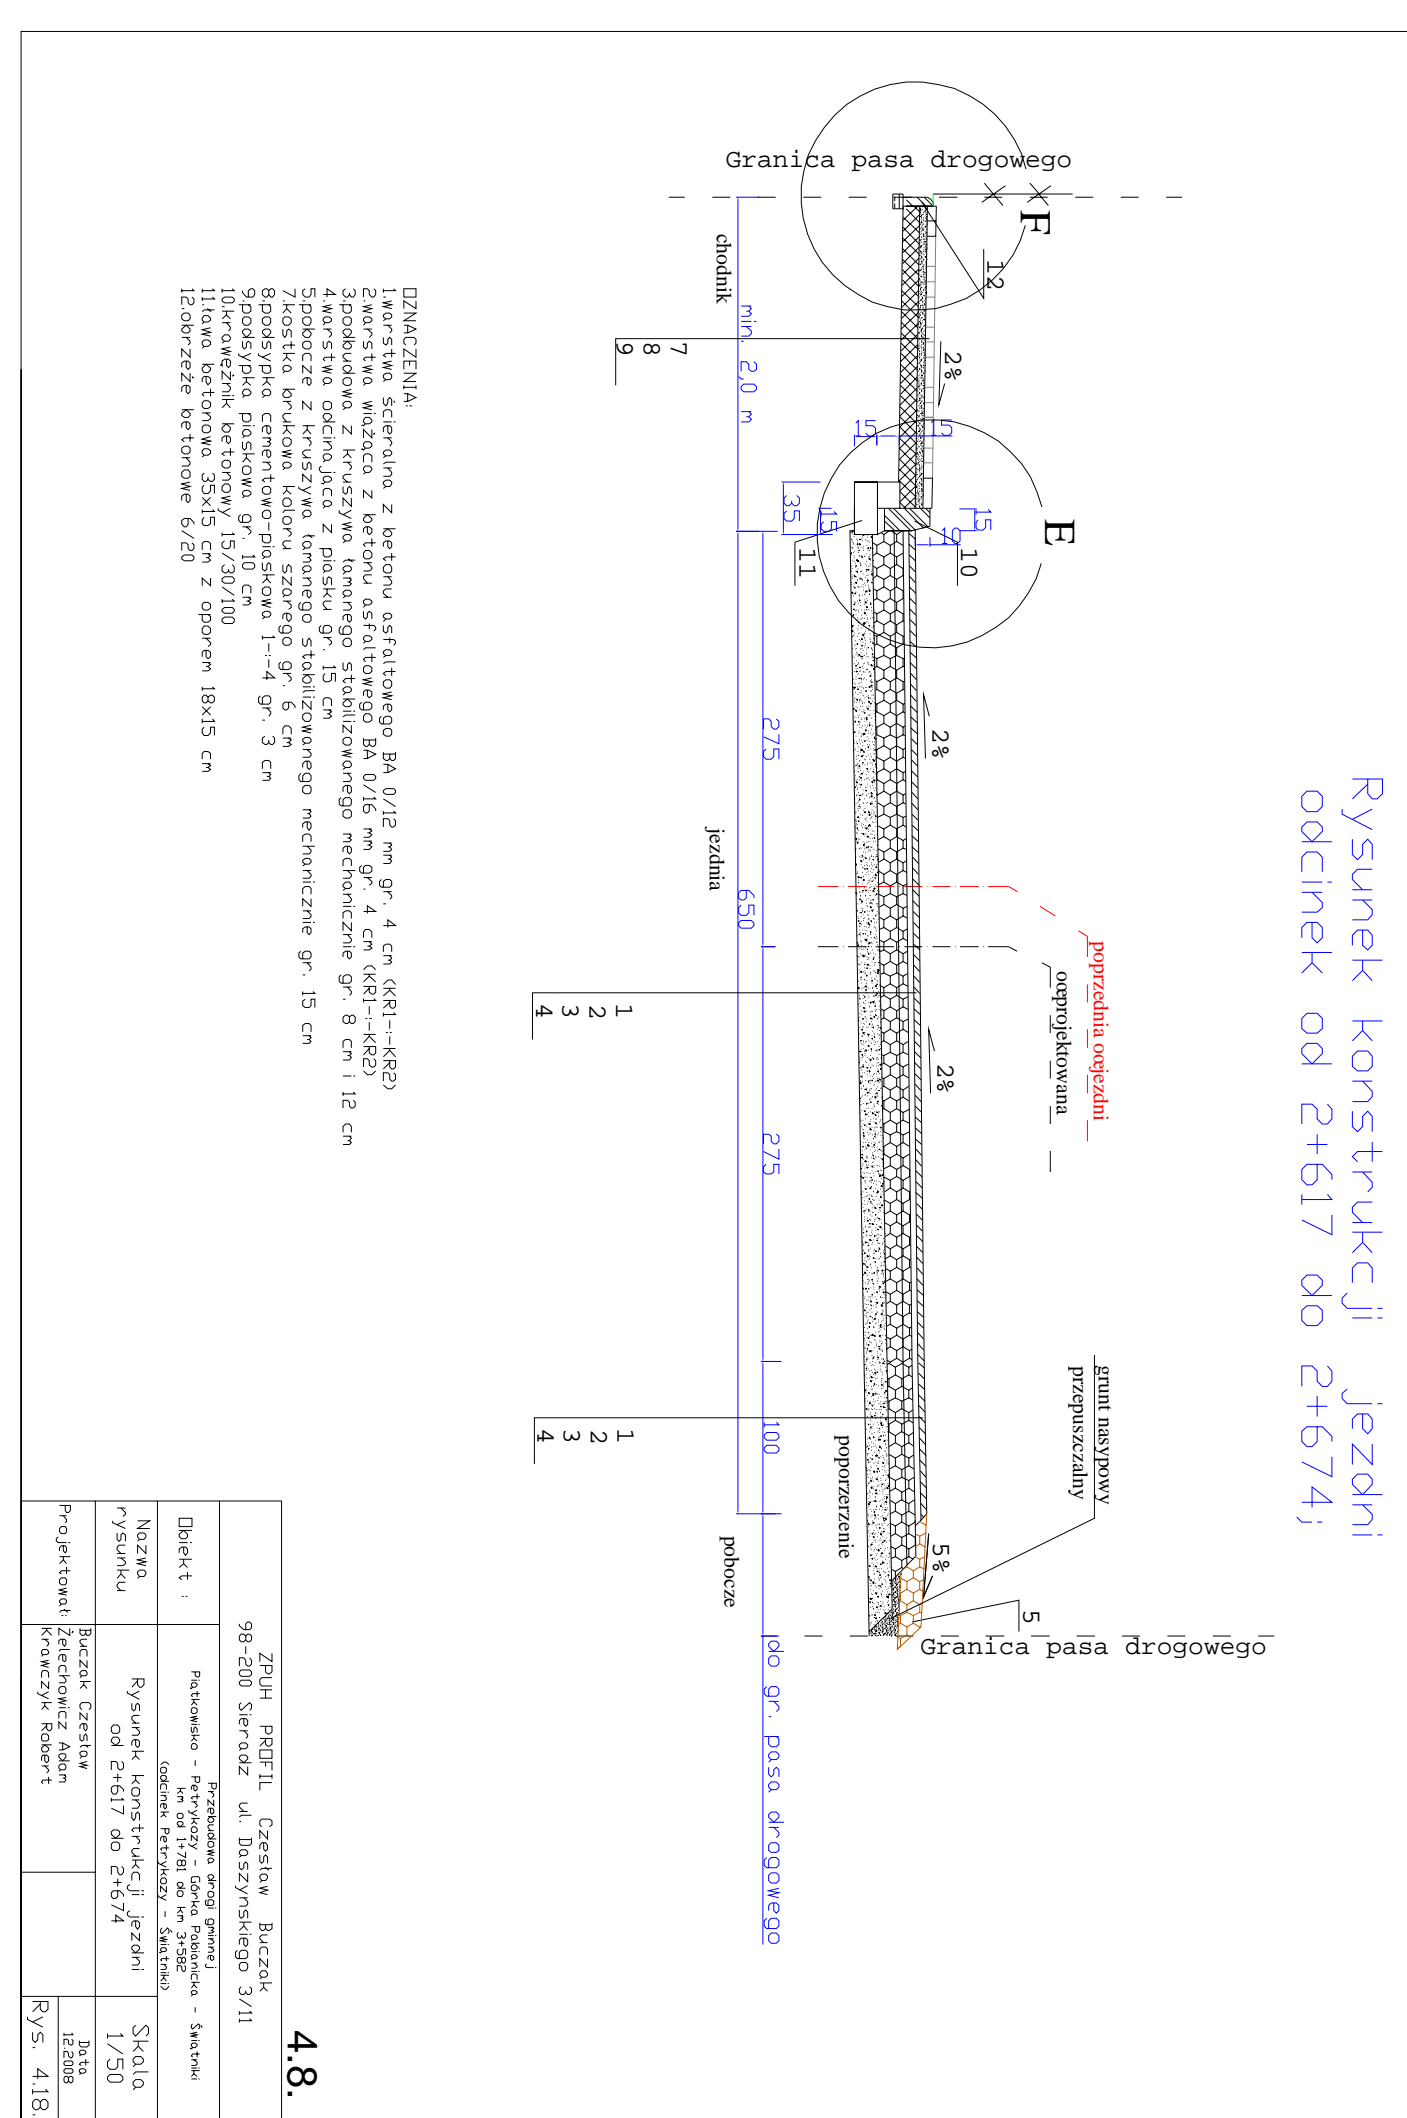 Rysunek konstrukcji jezdni
odcinek od 2+617 do 2+674;
Granica pasa drogowego
F
12
2%
chodnik
min. 2,0 m
7
8
9
15
15
E
35
15
15
10
10
11
275
2%
jezdnia
650
poprzednia oœjezdni
oœprojektowana
2%
1
2
3
4
275
grunt nasypowy
przepuszczalny
100
1
2
3
4
poporzerzenie
pobocze
5%
5
Granica pasa drogowego
do gr. pasa drogowego
OZNACZENIA:
1.warstwa ścieralna z betonu asfaltowego BA 0/12 mm gr. 4 cm (KR1-:-KR2)
2.warstwa wiążąca z betonu asfaltowego BA 0/16 mm gr. 4 cm (KR1-:-KR2)
3.podbudowa z kruszywa łamanego stabilizowanego mechanicznie gr. 8 cm i 12 cm
4.warstwa odcinająca z piasku gr. 15 cm
5.pobocze z kruszywa łamanego stabilizowanego mechanicznie gr. 15 cm
7.kostka brukowa koloru szarego gr. 6 cm
8.podsypka cementowo-piaskowa 1-:-4 gr. 3 cm
9.podsypka piaskowa gr. 10 cm
10.krawężnik betonowy 15/30/100
11.ława betonowa 35x15 cm z oporem 18x15 cm
12.obrzeże betonowe 6/20
4.8.
ZPUH PROFIL Czesław Buczak
98-200 Sieradz ul. Daszynskiego 3/11
Obiekt :
Przebudowa drogi gminnej
Piątkowisko - Petrykozy - Górka Pabianicka - Świątniki
km od 1+781 do km 3+582
(odcinek Petrykozy - Świątniki)
Nazwa
rysunku
Rysunek konstrukcji jezdni
od 2+617 do 2+674
Skala
1/50
Projektował:
Buczak Czesław
Żelechowicz Adam
Krawczyk Robert
Data
12.2008
Rys. 4.18.